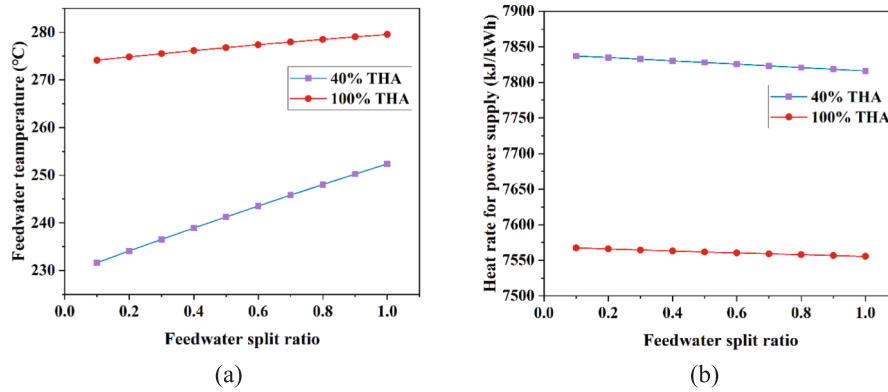 280
270
260
250
240
230
0.0
0.2
0.4
0.6
0.8
1.0
Feedwater teamperature (℃)
Feedwater split ratio
40% THA
100% THA
(a)
7900
7850
7800
7750
7700
7650
7600
7550
7500
0.0
0.2
0.4
0.6
0.8
1.0
Heat rate for power supply (kJ/kWh)
Feedwater split ratio
40% THA
100% THA
(b)